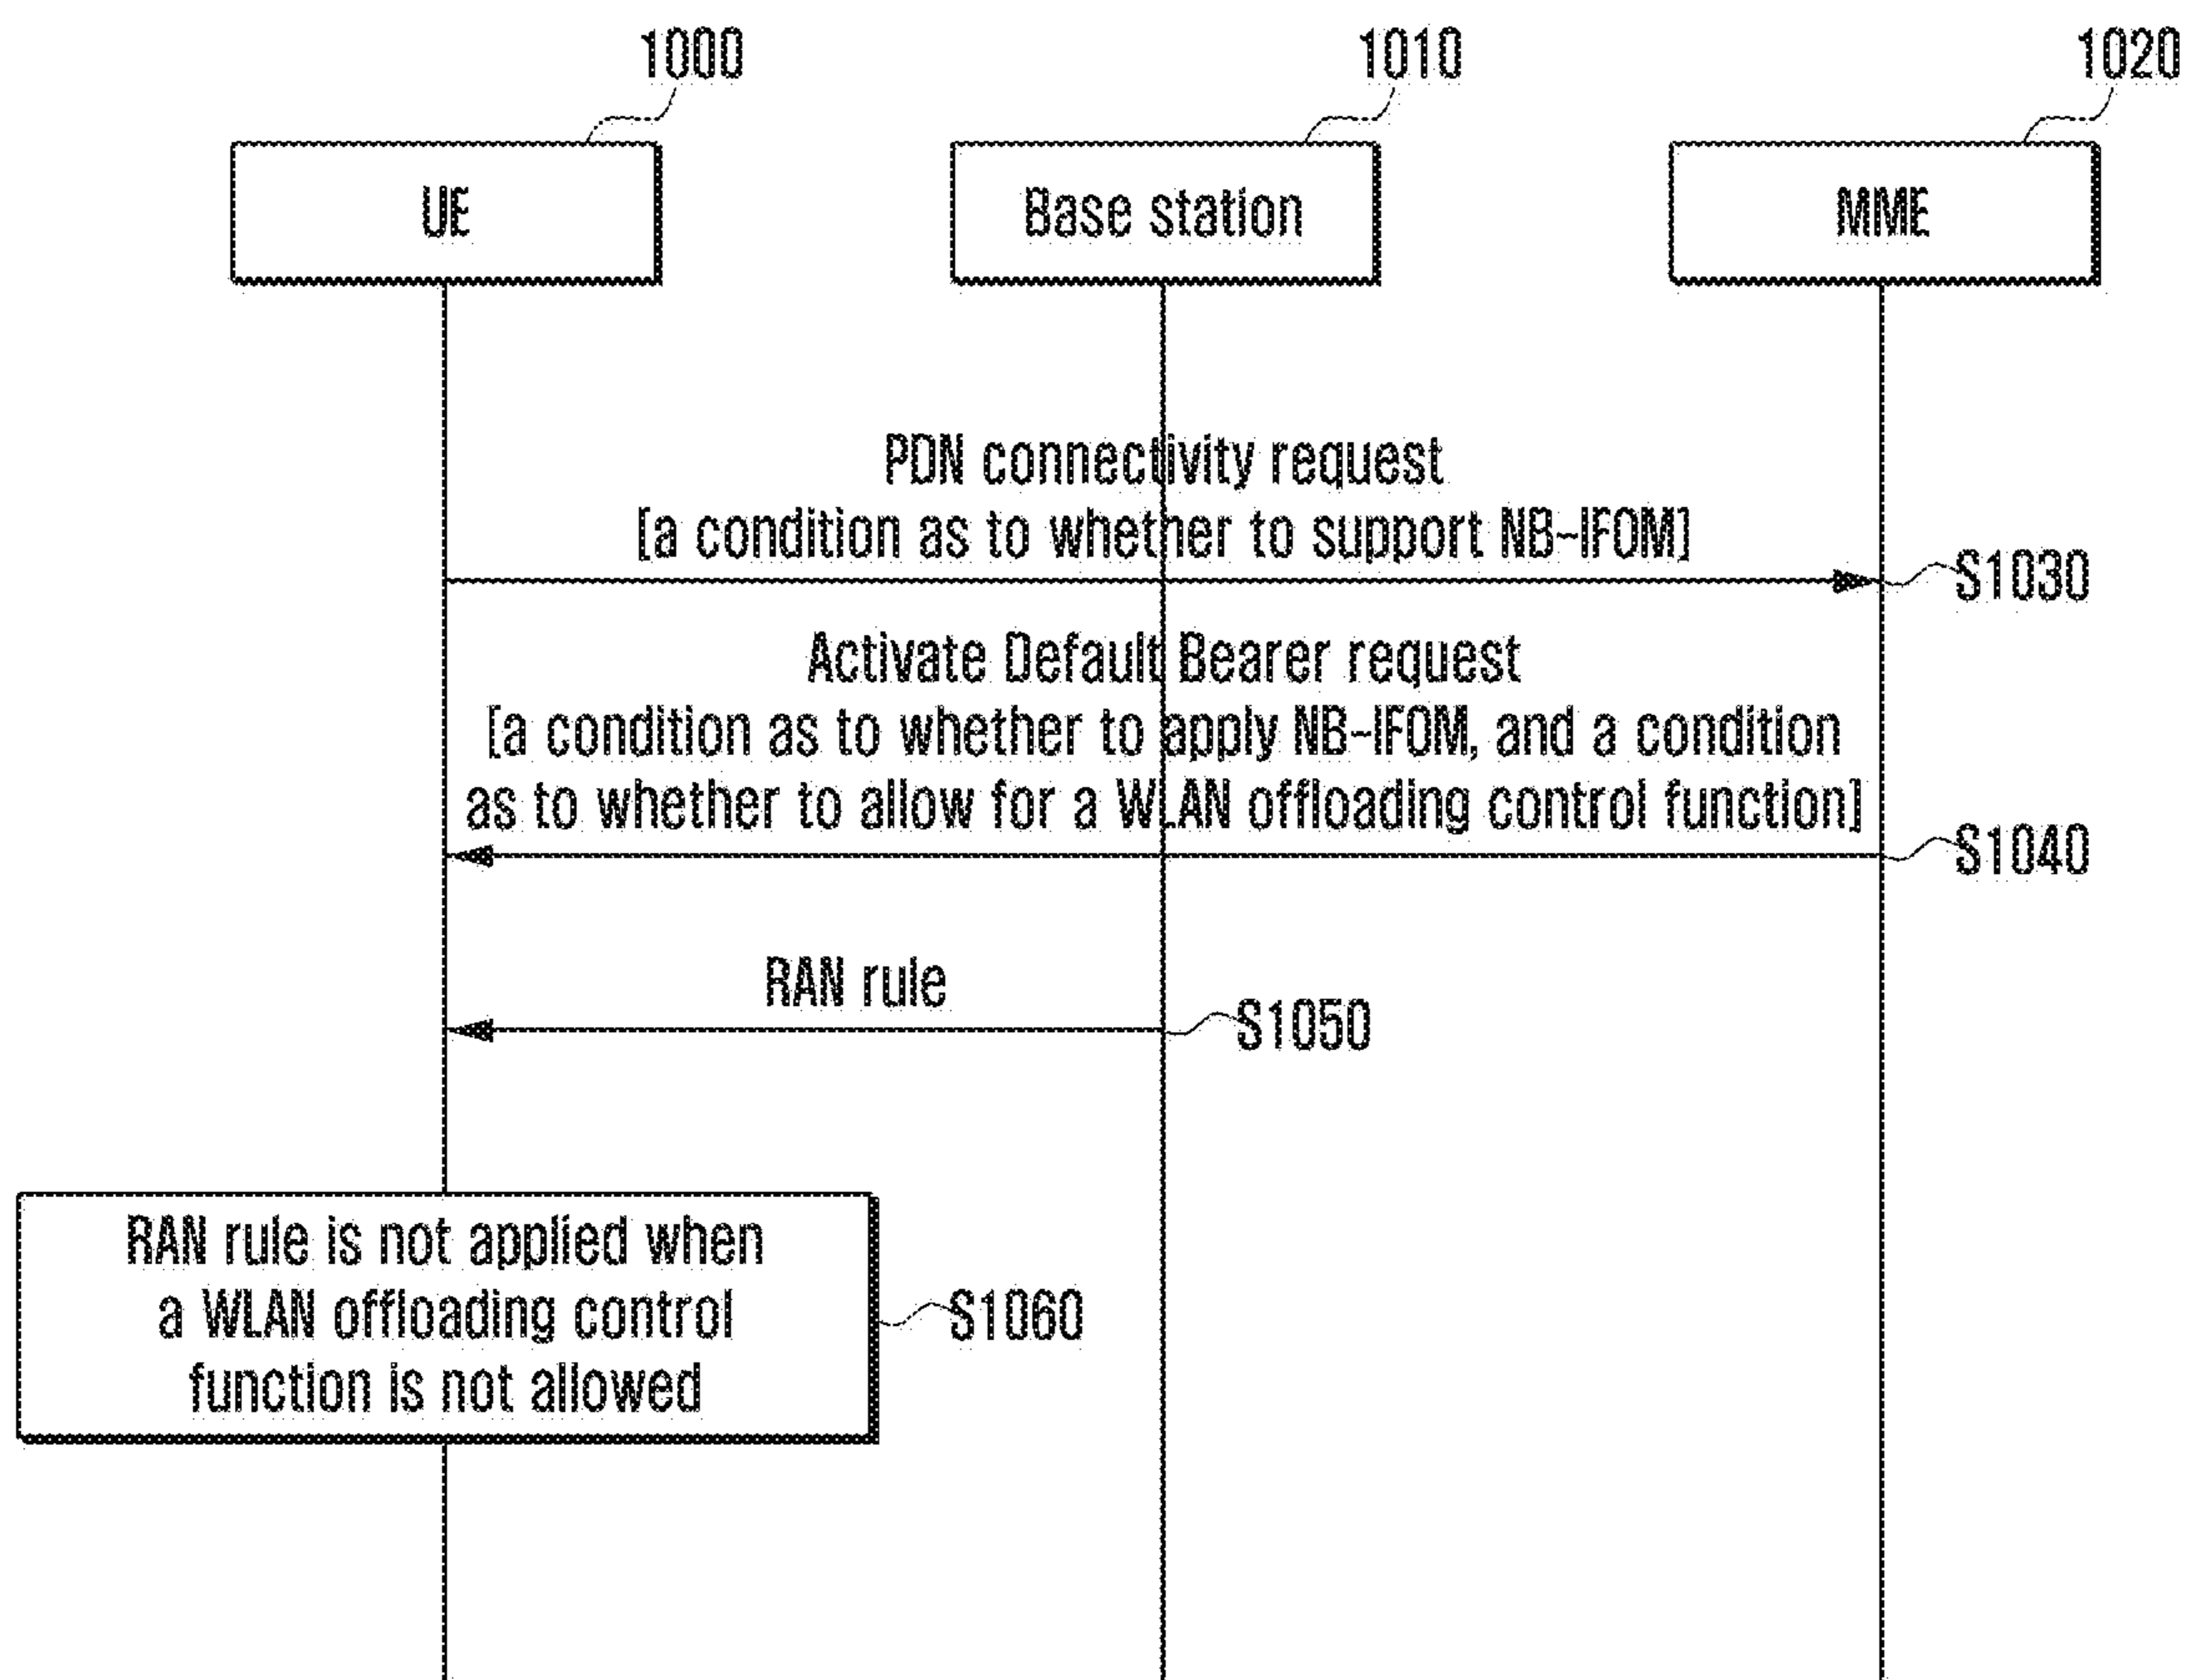 1000
1010
1020
UE
Base station
MME
PDN connectivity request
[a condition as to whether to support NB-IFOM]
S1030
Activate Default Bearer request
[a condition as to whether to apply NB-IFOM, and a condition
as to whether to allow for a WLAN offloading control function]
S1040
RAN rule
S1050
RAN rule is not applied when
a WLAN offloading control
function is not allowed
S1060